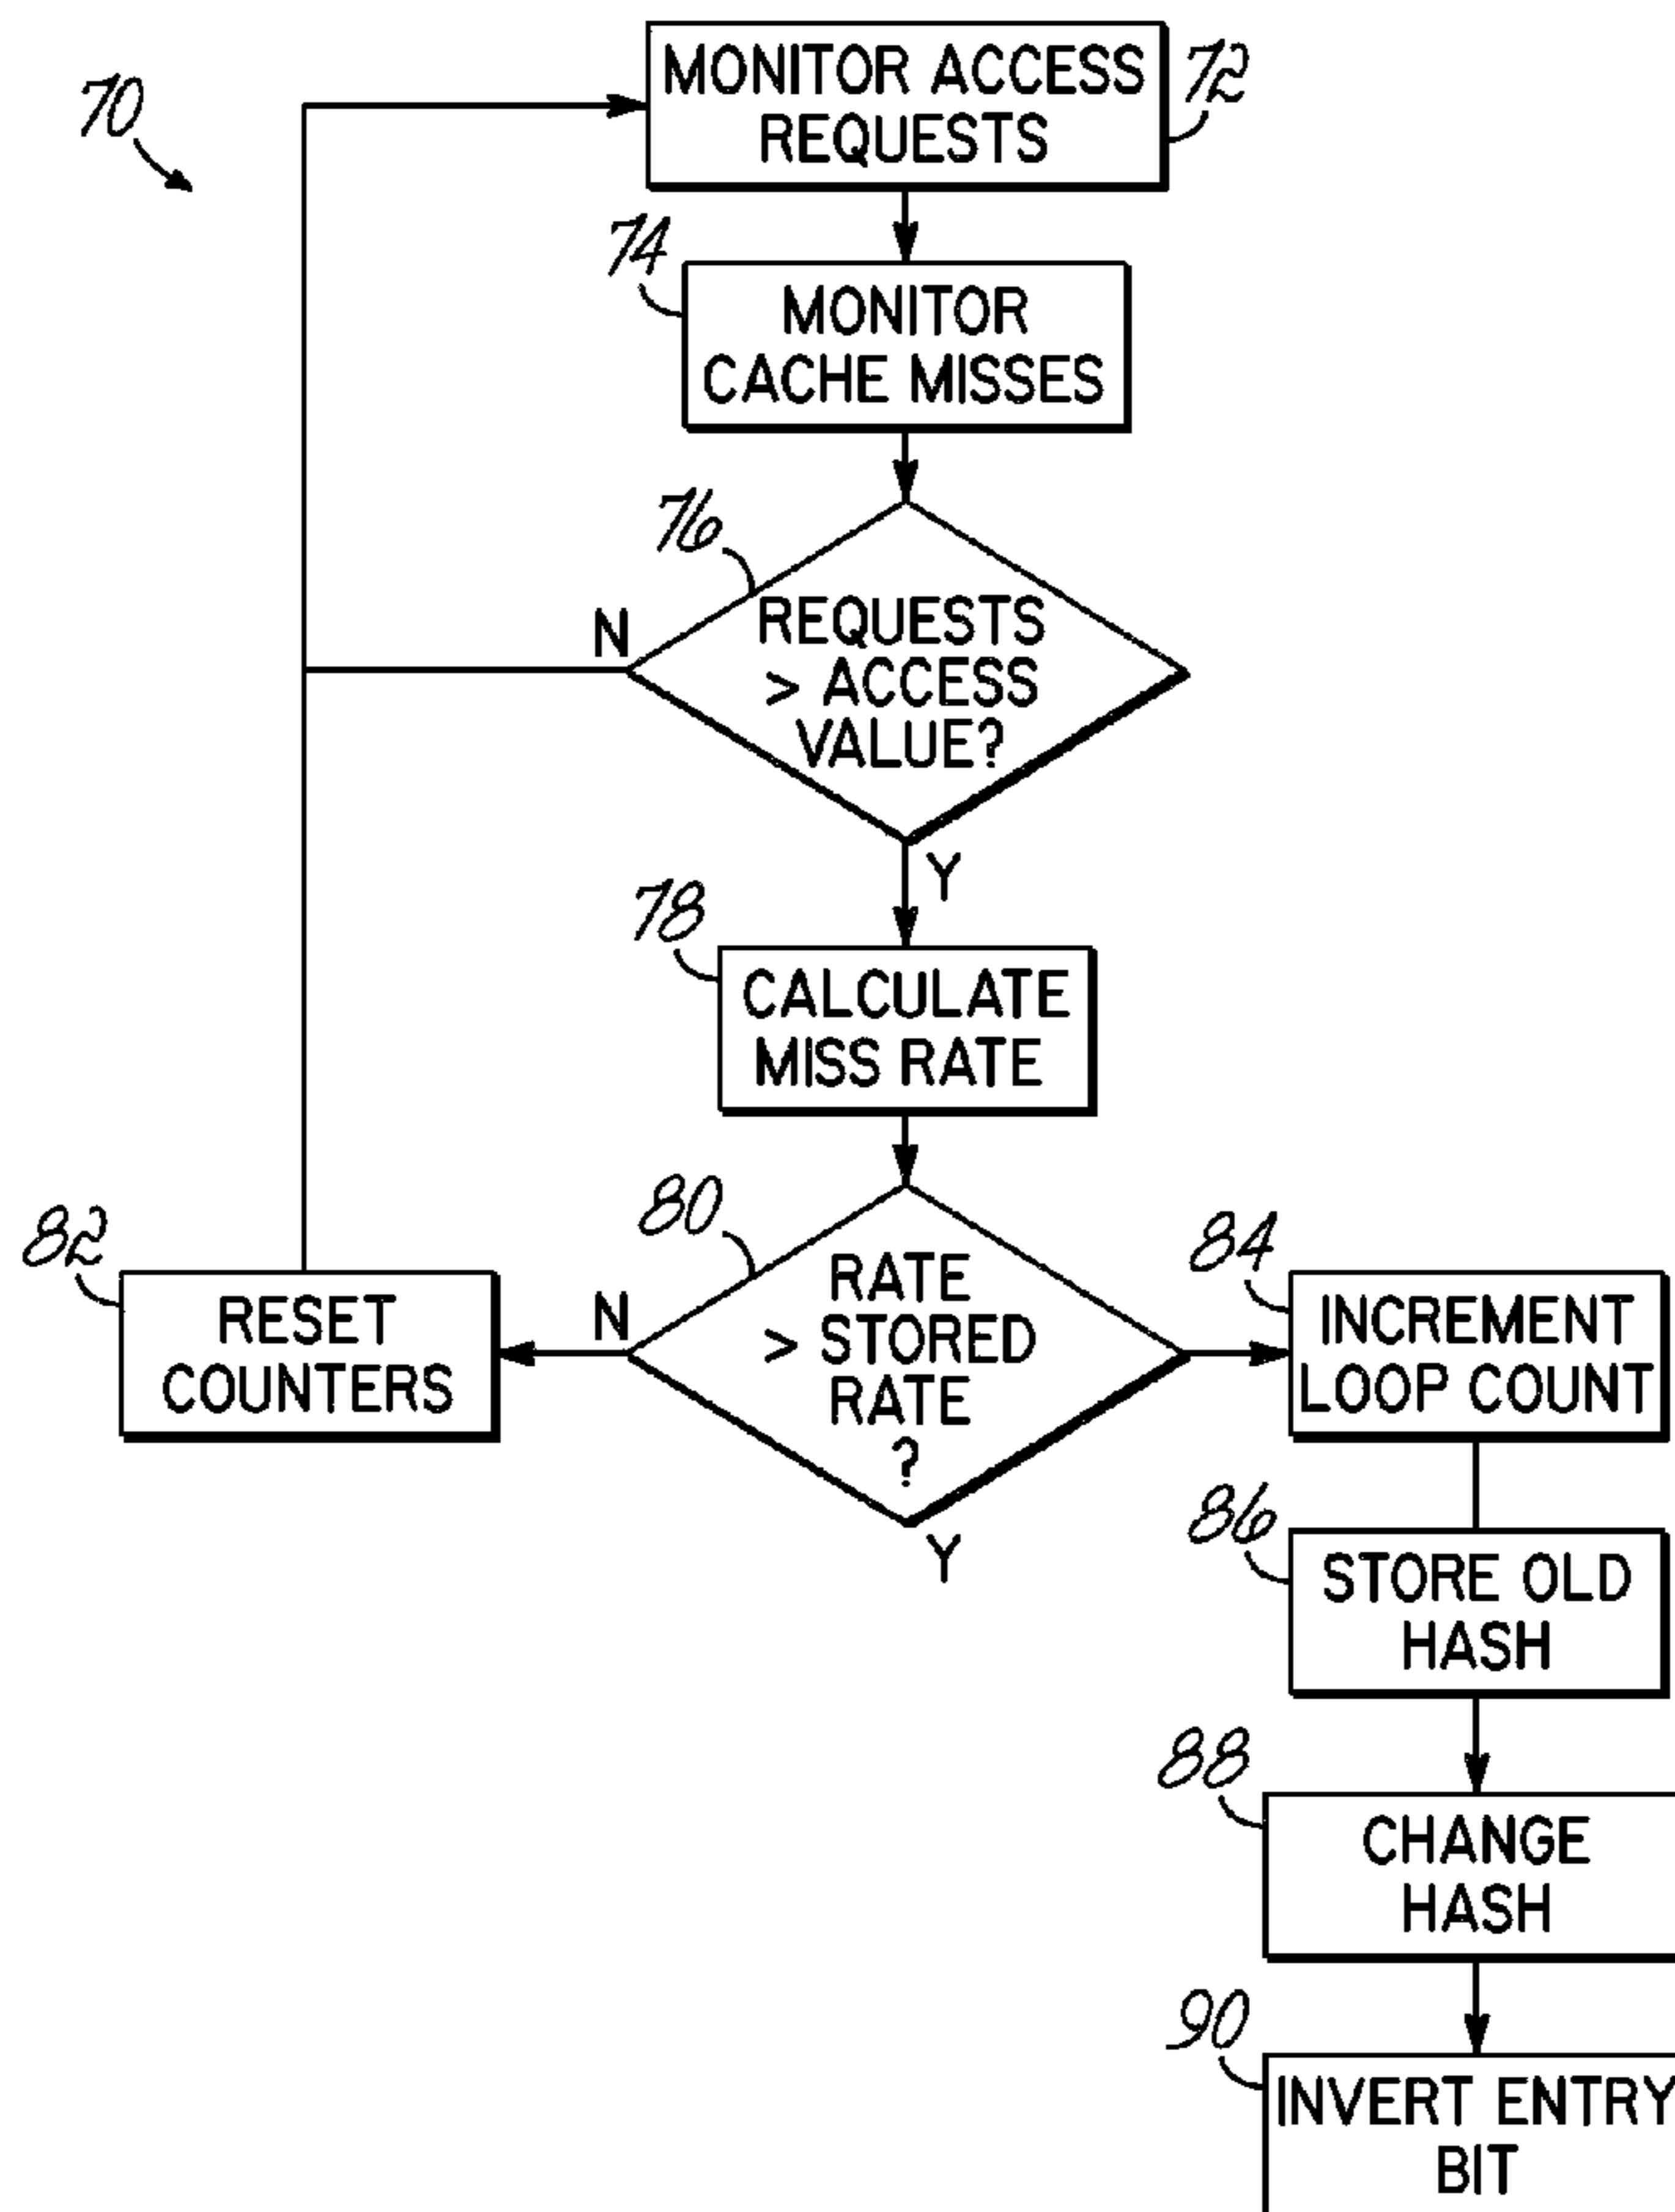 70
MONITOR ACCESS
REQUESTS
72
74
MONITOR
CACHE MISSES
76
N
REQUESTS
> ACCESS
VALUE?
Y
78
CALCULATE
MISS RATE
80
RATE
> STORED
RATE
?
N
Y
82
RESET
COUNTERS
84
INCREMENT
LOOP COUNT
86
STORE OLD
HASH
88
CHANGE
HASH
90
INVERT ENTRY
BIT